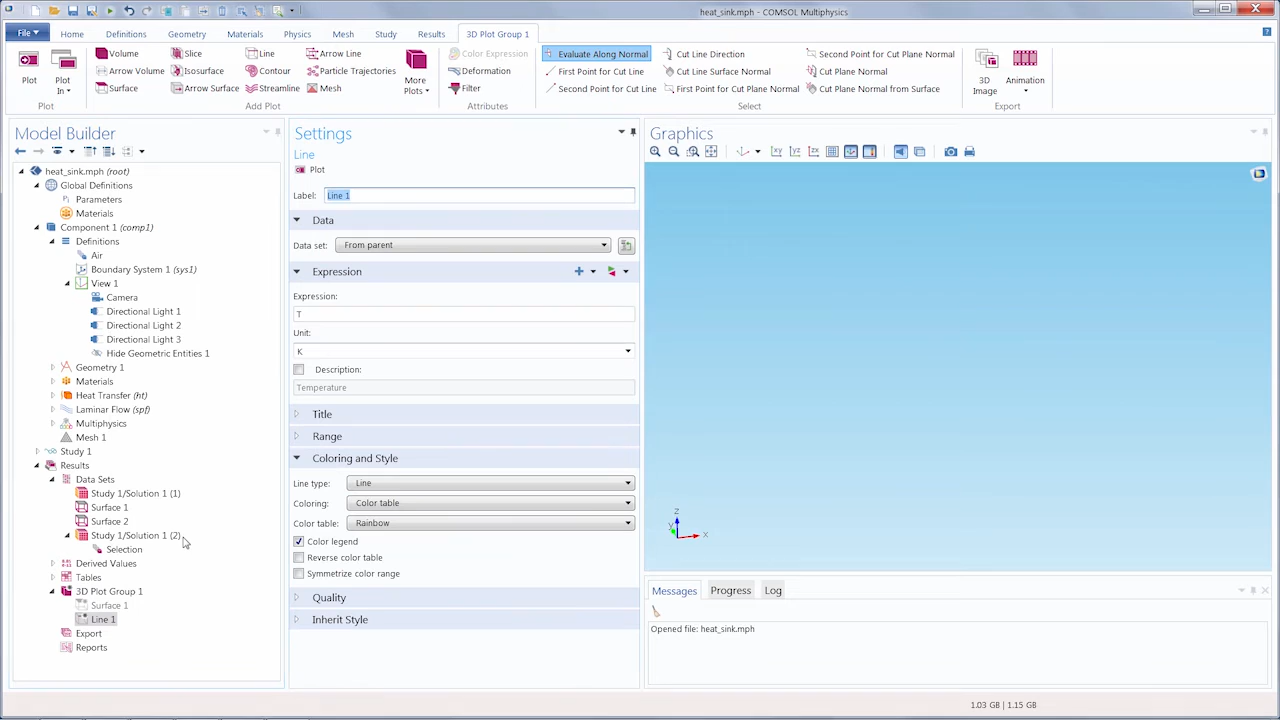 heat_sink.mph - COMSOL Multiphysics
File
Home
Definitions
Geometry
Materials
Physics
Mesh
Study
Results
3D Plot Group 1
Plot
Plot In
Plot
Volume
Arrow Volume
Surface
Slice
Isosurface
Arrow Surface
Line
Contour
Streamline
Arrow Line
Particle Trajectories
Mesh
More Plots
Add Plot
Color Expression
Deformation
Filter
Attributes
Evaluate Along Normal
First Point for Cut Line
Second Point for Cut Line
Cut Line Direction
Cut Line Surface Normal
First Point for Cut Plane Normal
Second Point for Cut Plane Normal
Cut Plane Normal
Cut Plane Normal from Surface
Select
3D Image
Animation
Export
Model Builder
heat_sink.mph (root)
Global Definitions
Parameters
Materials
Component 1 (comp1)
Definitions
Air
Boundary System 1 (sys1)
View 1
Camera
Directional Light 1
Directional Light 2
Directional Light 3
Hide Geometric Entities 1
Geometry 1
Materials
Heat Transfer (ht)
Laminar Flow (spf)
Multiphysics
Mesh 1
Study 1
Results
Data Sets
Study 1/Solution 1 (1)
Surface 1
Surface 2
Study 1/Solution 1 (2)
Selection
Derived Values
Tables
3D Plot Group 1
Surface 1
Line 1
Export
Reports
Settings
Line
Plot
Label: Line 1
Data
Data set: From parent
Expression
Expression:
T
Unit:
K
Description:
Temperature
Title
Range
Coloring and Style
Line type: Line
Coloring: Color table
Color table: Rainbow
Color legend
Reverse color table
Symmetrize color range
Quality
Inherit Style
Graphics
z
y
x
Messages
Progress
Log
Opened file: heat_sink.mph
1.03 GB | 1.15 GB